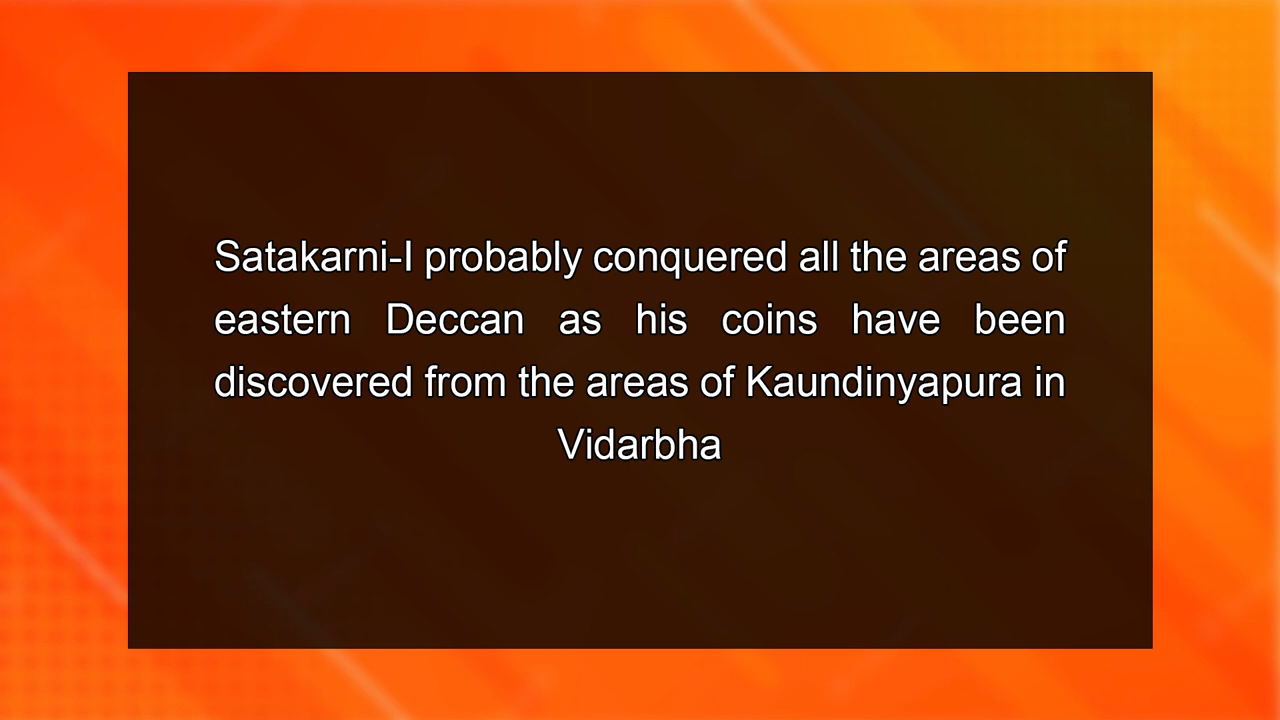 Satakarni-I probably conquered all the areas of
eastern Deccan as his coins have been
discovered from the areas of Kaundinyapura in
Vidarbha